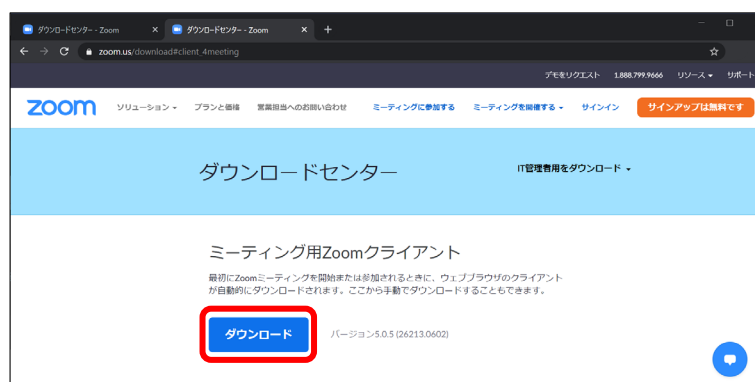 ダウンロードセンター - Zoom
ダウンロードセンター - Zoom
zoom.us/download#client_4meeting
デモをリクエスト 1.888.799.9666 リソース サポート
zoom ソリューション プランと価格 営業担当へのお問い合わせ ミーティングに参加する ミーティングを開催する サインイン サインアップは無料です
ダウンロードセンター IT管理者用をダウンロード
ミーティング用Zoomクライアント
最初にZoomミーティングを開始または参加されるときに、ウェブブラウザのクライアント
が自動的にダウンロードされます。ここから手動でダウンロードすることもできます。
ダウンロード バージョン5.0.5 (26213.0602)